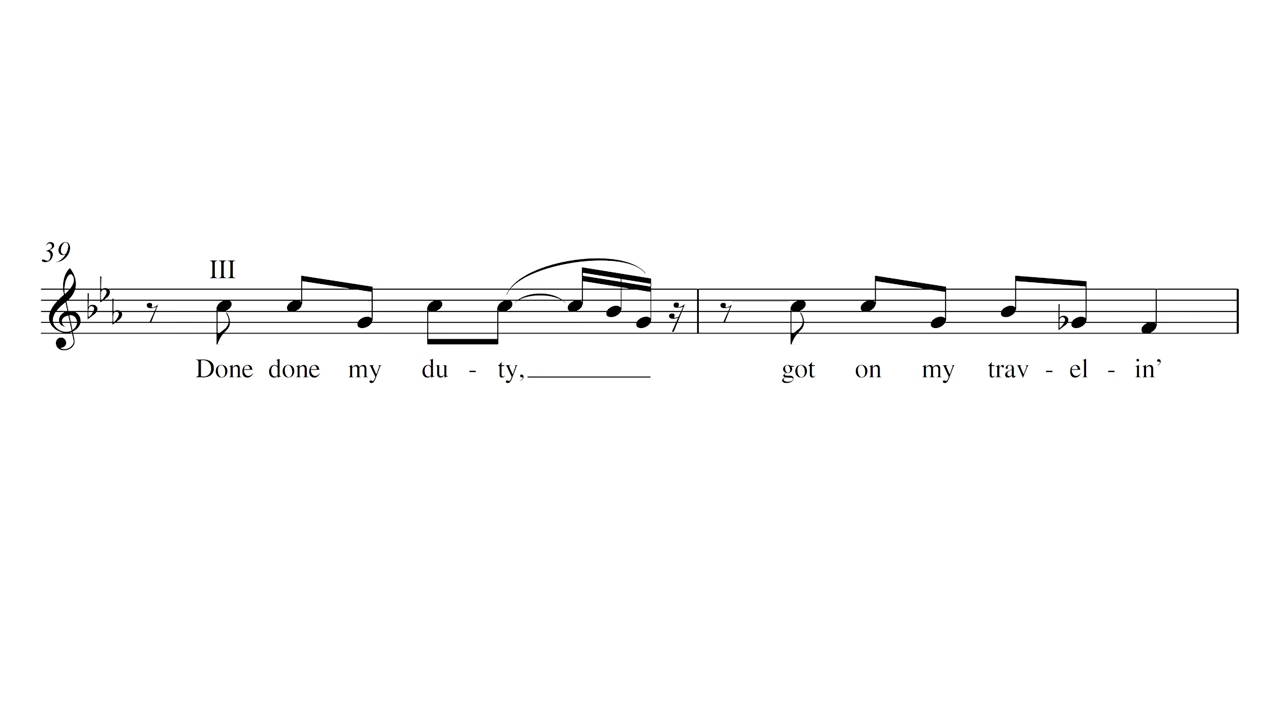 39
III
Done done my du - ty, got on my trav - el - in’